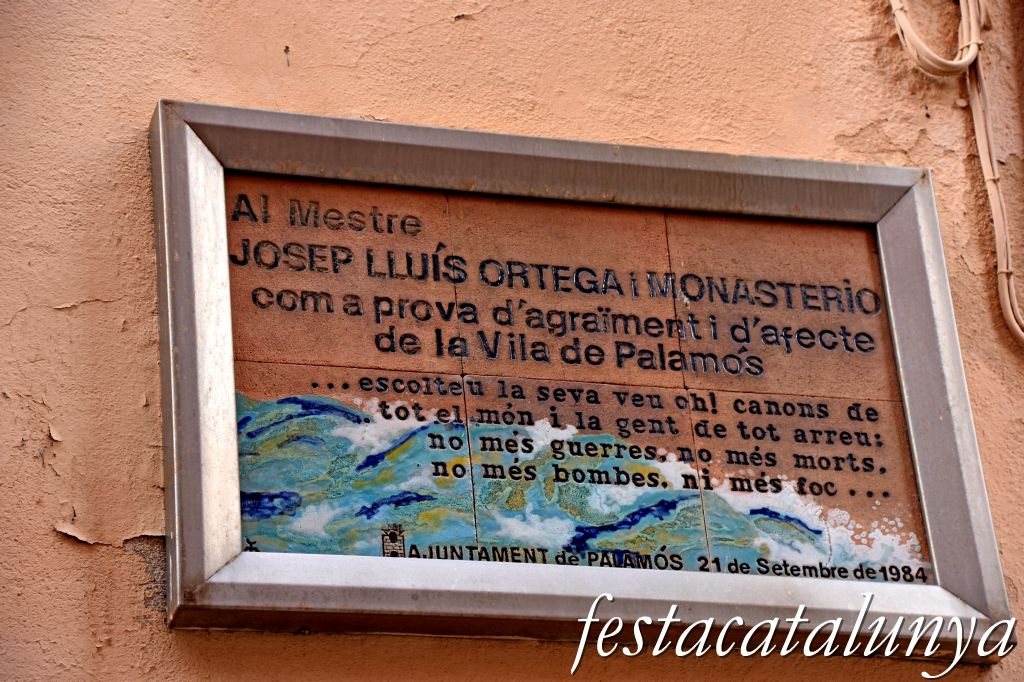 Al Mestre
JOSEP LLUÍS ORTEGA i MONASTERIO
com a prova d'agraïment i d'afecte
de la Vila de Palamós
...escolteu la seva veu oh! canons de
tot el món i la gent de tot arreu:
no més guerres, no més morts,
no més bombes, ni més foc...
AJUNTAMENT de PALAMÓS 21 de Setembre de 1984
festacatalunya